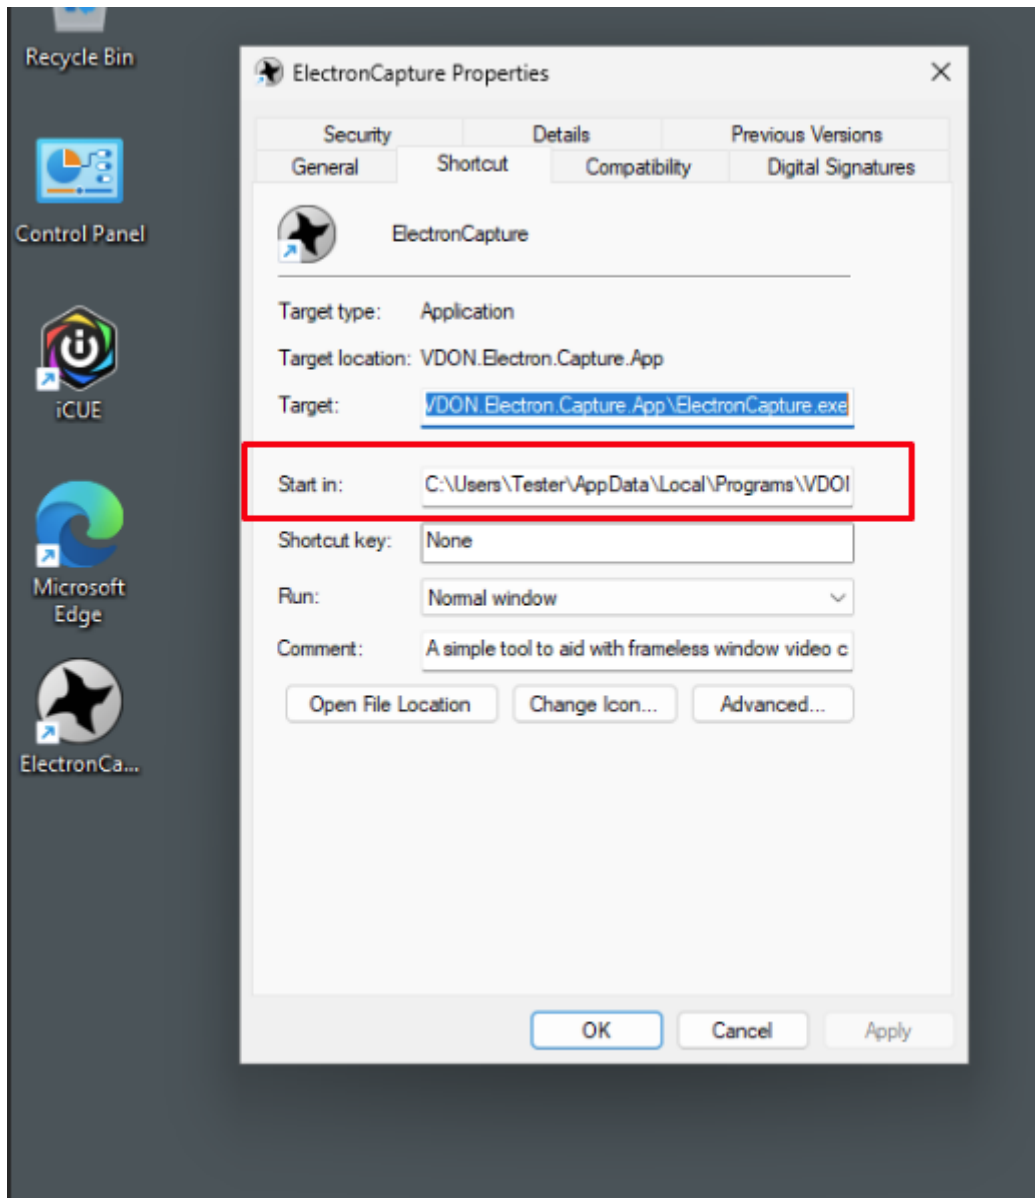 Recycle Bin
Control Panel
iCUE
Microsoft
Edge
ElectronCa...
ElectronCapture Properties
Security Details Previous Versions
General Shortcut Compatibility Digital Signatures
ElectronCapture
Target type: Application
Target location: VDON.Electron.Capture.App
Target: VDON.Electron.Capture.App\ElectronCapture.exe
Start in: C:\Users\Tester\AppData\Local\Programs\VDON
Shortcut key: None
Run: Normal window
Comment: A simple tool to aid with frameless window video c
Open File Location Change Icon... Advanced...
OK Cancel Apply